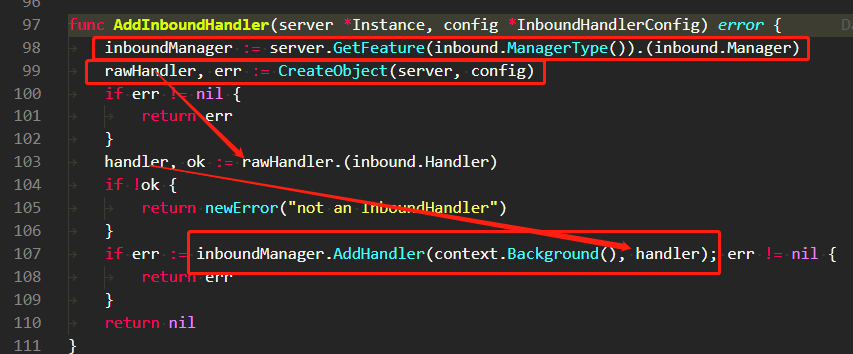 96
97 func AddInboundHandler(server *Instance, config *InboundHandlerConfig) error {
98 inboundManager := server.GetFeature(inbound.ManagerType()).(inbound.Manager)
99 rawHandler, err := CreateObject(server, config)
100 if err != nil {
101 return err
102 }
103 handler, ok := rawHandler.(inbound.Handler)
104 if !ok {
105 return newError("not an InboundHandler")
106 }
107 if err := inboundManager.AddHandler(context.Background(), handler); err != nil {
108 return err
109 }
110 return nil
111 }